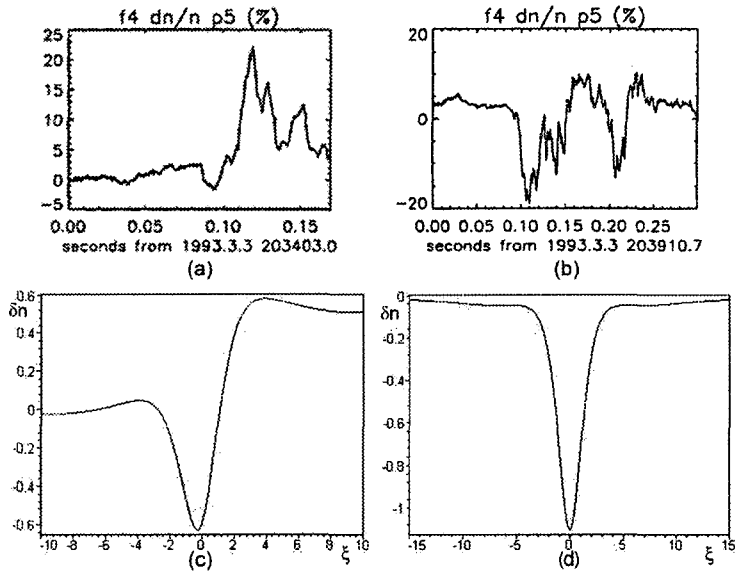 f4 dn/n p5 (%)
25
20
15
10
5
0
-5
0.00 0.05 0.10 0.15
seconds from 1993.3.3 203403.0
(a)
f4 dn/n p5 (%)
20
0
-20
0.00 0.05 0.10 0.15 0.20 0.25
seconds from 1993.3.3 203910.7
(b)
0.6
δn
0.4
0.2
0
-0.2
-0.4
-0.6
-10 -8 -6 -4 -2 0 2 4 6 8 10
(c)
ξ
0
δn
-0.2
-0.4
-0.6
-0.8
-1
-15 -10 -5 0 5 10 15
(d)
ξ